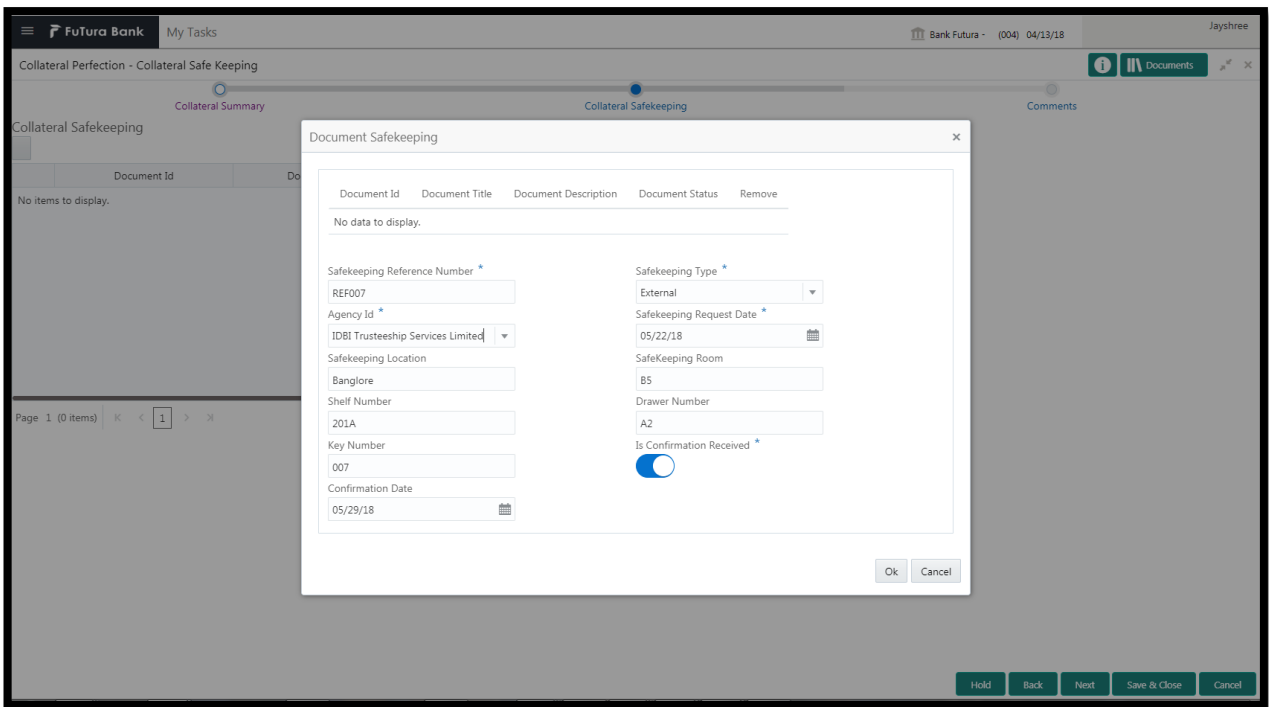 FuTura Bank My Tasks Bank Futura - (004) 04/13/18 Jayshree
Collateral Perfection - Collateral Safe Keeping i Documents
Collateral Summary Collateral Safekeeping Comments
Collateral Safekeeping
Document Id Do
No items to display.
Page 1 (0 items) 1
Document Safekeeping
Document Id Document Title Document Description Document Status Remove
No data to display.
Safekeeping Reference Number * Safekeeping Type *
REF007 External
Agency Id * Safekeeping Request Date *
IDBI Trusteeship Services Limited 05/22/18
Safekeeping Location SafeKeeping Room
Banglore B5
Shelf Number Drawer Number
201A A2
Key Number Is Confirmation Received *
007
Confirmation Date
05/29/18
Ok Cancel
Hold Back Next Save & Close Cancel